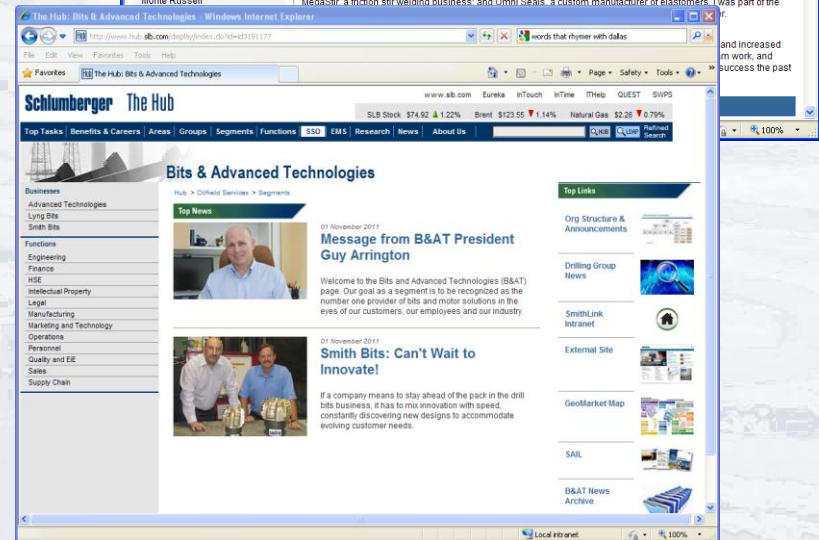 Monte Russell
MegaStir, a friction stir welding business; and Omni Seals, a custom manufacturer of elastomers. I was part of the
and increased
work, and
success the past
100%
The Hub: Bits & Advanced Technologies - Windows Internet Explorer
http://www.hub.slb.com/display/index.do?id=id3151177
words that rhymer with dallas
File Edit View Favorites Tools Help
Favorites
The Hub: Bits & Advanced Technologies
Page Safety Tools
www.slb.com Eureka InTouch InTime ITHelp QUEST SWPS
Schlumberger The Hub
SLB Stock $74.92 1.22% Brent $123.55 1.14% Natural Gas $2.26 0.79%
Top Tasks Benefits & Careers Areas Groups Segments Functions SSO EMS Research News About Us
HUB
LDAP
Refined Search
Bits & Advanced Technologies
Hub > Oilfield Services > Segments
Businesses
Advanced Technologies
Lyng Bits
Smith Bits
Functions
Engineering
Finance
HSE
Intellectual Property
Legal
Manufacturing
Marketing and Technology
Operations
Personnel
Quality and EE
Sales
Supply Chain
Top News
01 November 2011
Message from B&AT President
Guy Arrington
Welcome to the Bits and Advanced Technologies (B&AT)
page. Our goal as a segment is to be recognized as the
number one provider of bits and motor solutions in the
eyes of our customers, our employees and our industry.
01 November 2011
Smith Bits: Can't Wait to
Innovate!
If a company means to stay ahead of the pack in the drill
bits business, it has to mix innovation with speed,
constantly discovering new designs to accommodate
evolving customer needs.
Top Links
Org Structure &
Announcements
Drilling Group
News
SmithLink
Intranet
External Site
GeoMarket Map
SAIL
B&AT News
Archive
Local intranet
100%